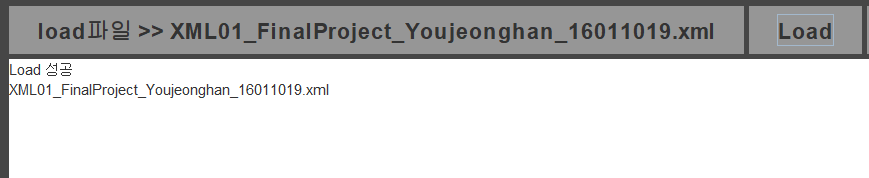 load파일 >> XML01_FinalProject_Youjeonghan_16011019.xml Load
Load 성공
XML01_FinalProject_Youjeonghan_16011019.xml